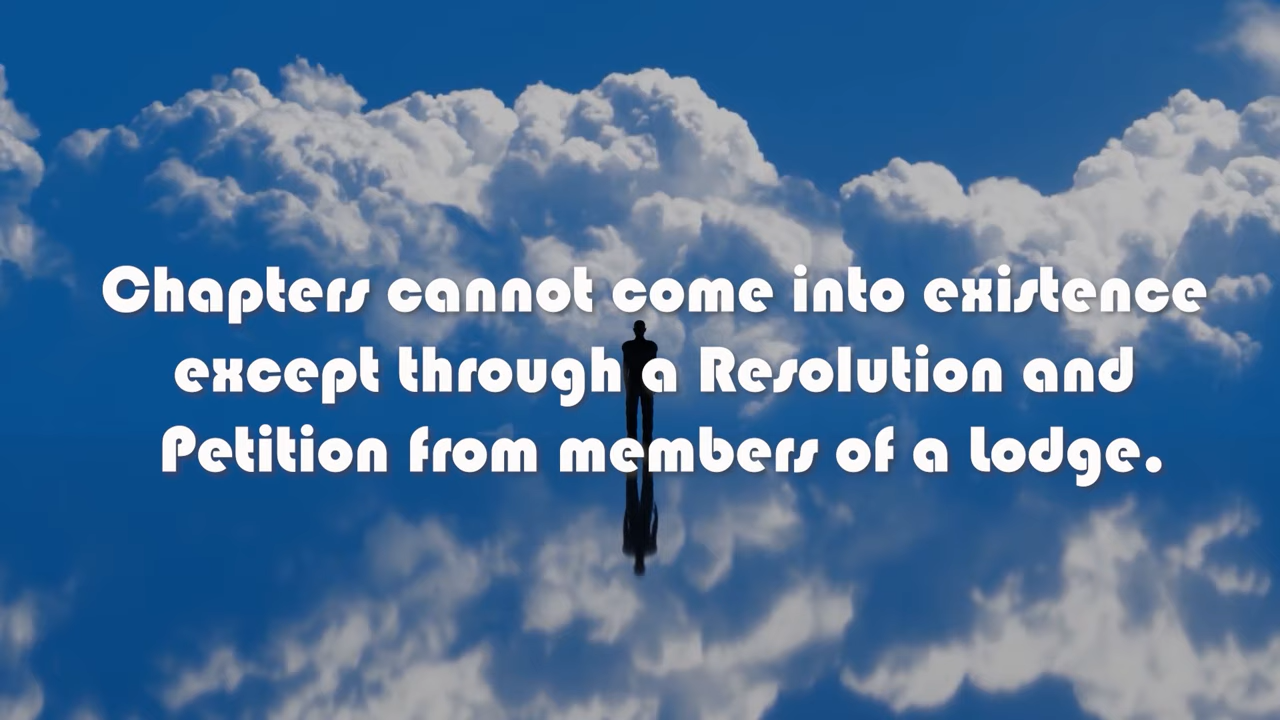 Chapters cannot come into existence
except through a Resolution and
Petition from members of a Lodge.